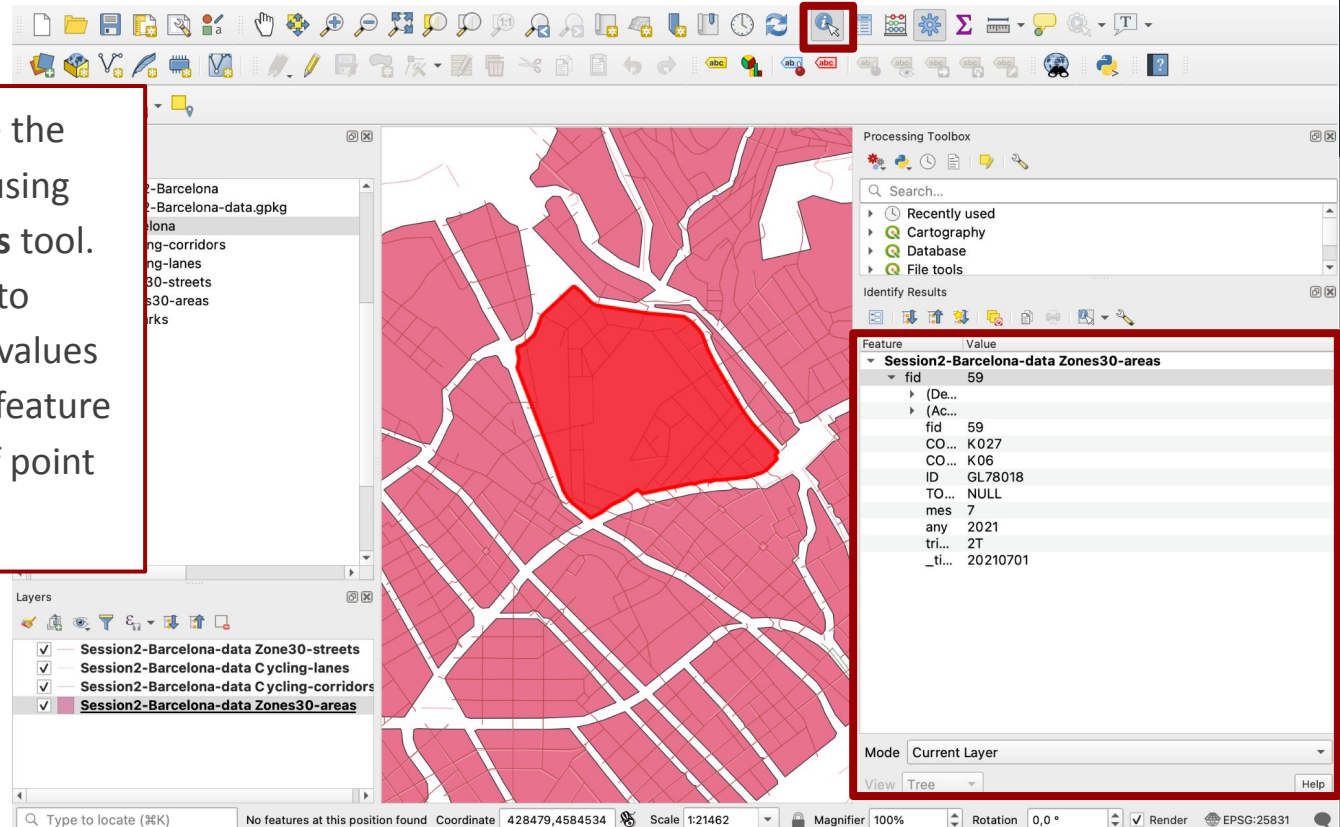 the
using
s tool.
to
values
feature
f point
2-Barcelona
2-Barcelona-data.gpkg
elona
ng-corridors
ng-lanes
30-streets
s30-areas
arks
Processing Toolbox
Search...
Recently used
Cartography
Database
File tools
Identify Results
Feature Value
Session2-Barcelona-data Zones30-areas
fid 59
(De...
(Ac...
fid 59
CO... K027
CO... K06
ID GL78018
TO... NULL
mes 7
any 2021
tri... 2T
_ti... 20210701
Mode Current Layer
View Tree
Help
Layers
Session2-Barcelona-data Zone30-streets
Session2-Barcelona-data Cycling-lanes
Session2-Barcelona-data Cycling-corridors
Session2-Barcelona-data Zones30-areas
Type to locate (⌘K) No features at this position found Coordinate 428479,4584534 Scale 1:21462 Magnifier 100% Rotation 0,0 ° Render EPSG:25831